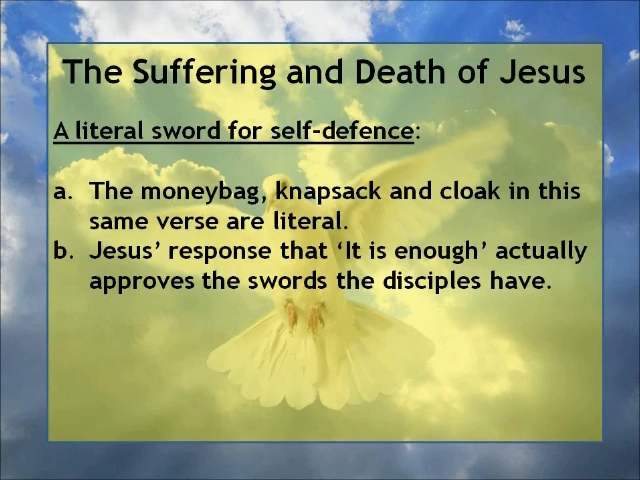 The Suffering and Death of Jesus
A literal sword for self-defence:
a. The moneybag, knapsack and cloak in this
same verse are literal.
b. Jesus’ response that ‘It is enough’ actually
approves the swords the disciples have.